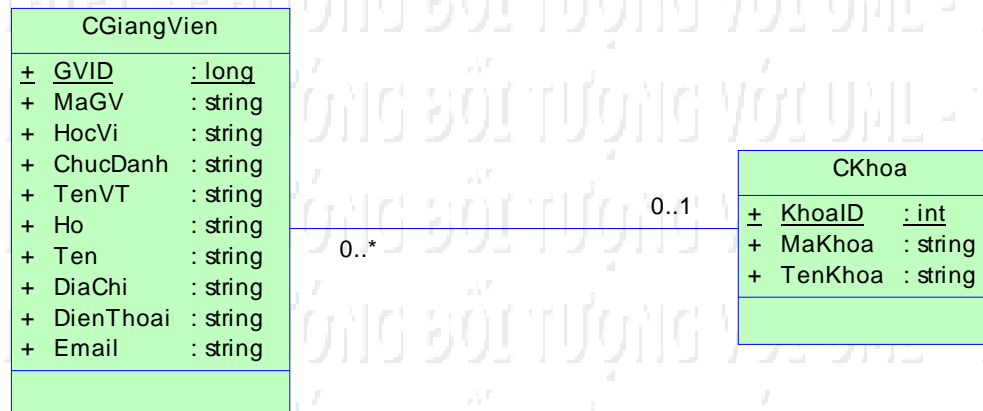 CGiangVien
+ GVID : long
+ MaGV : string
+ HocVi : string
+ ChucDanh : string
+ TenVT : string
+ Ho : string
+ Ten : string
+ DiaChi : string
+ DienThoai : string
+ Email : string
0..*
0..1
CKhoa
+ KhoaID : int
+ MaKhoa : string
+ TenKhoa : string